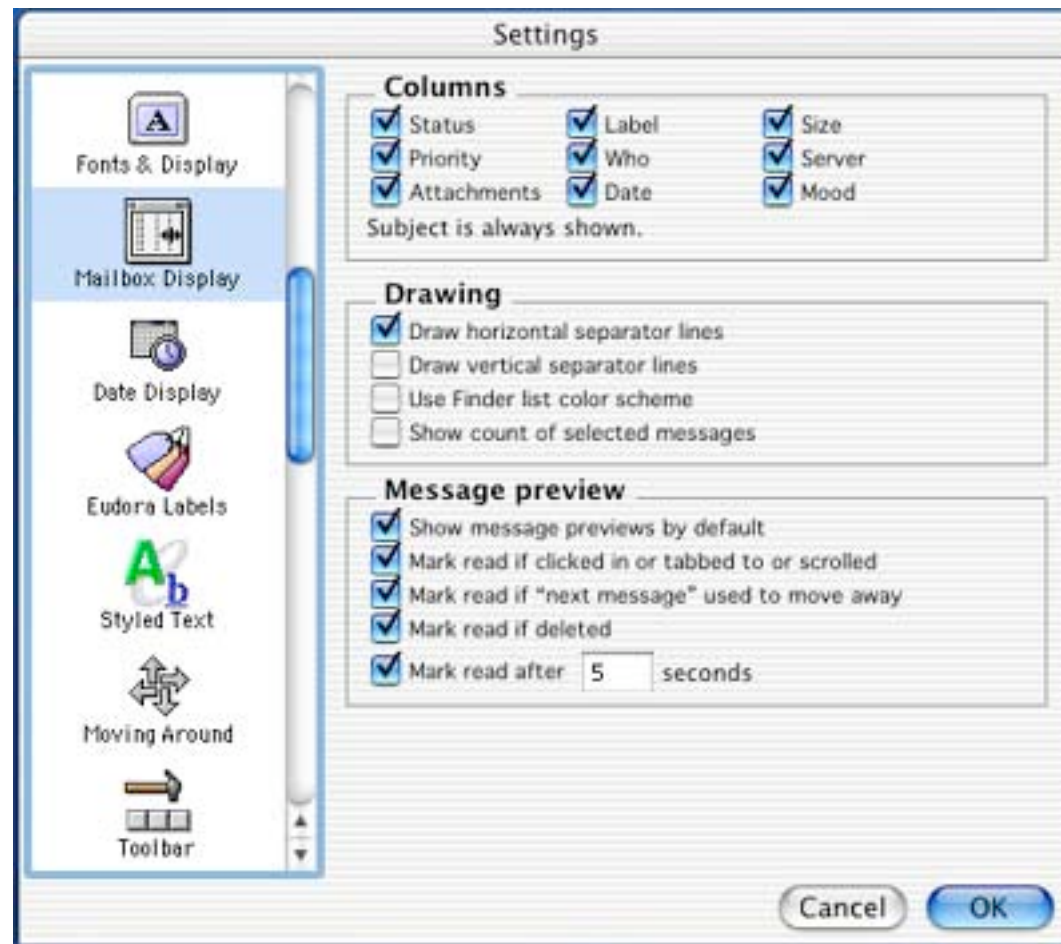 Settings
Fonts & Display
Mailbox Display
Date Display
Eudora Labels
Styled Text
Moving Around
Toolbar
Columns
Status Label Size
Priority Who Server
Attachments Date Mood
Subject is always shown.
Drawing
Draw horizontal separator lines
Draw vertical separator lines
Use Finder list color scheme
Show count of selected messages
Message preview
Show message previews by default
Mark read if clicked in or tabbed to or scrolled
Mark read if “next message” used to move away
Mark read if deleted
Mark read after 5 seconds
Cancel OK